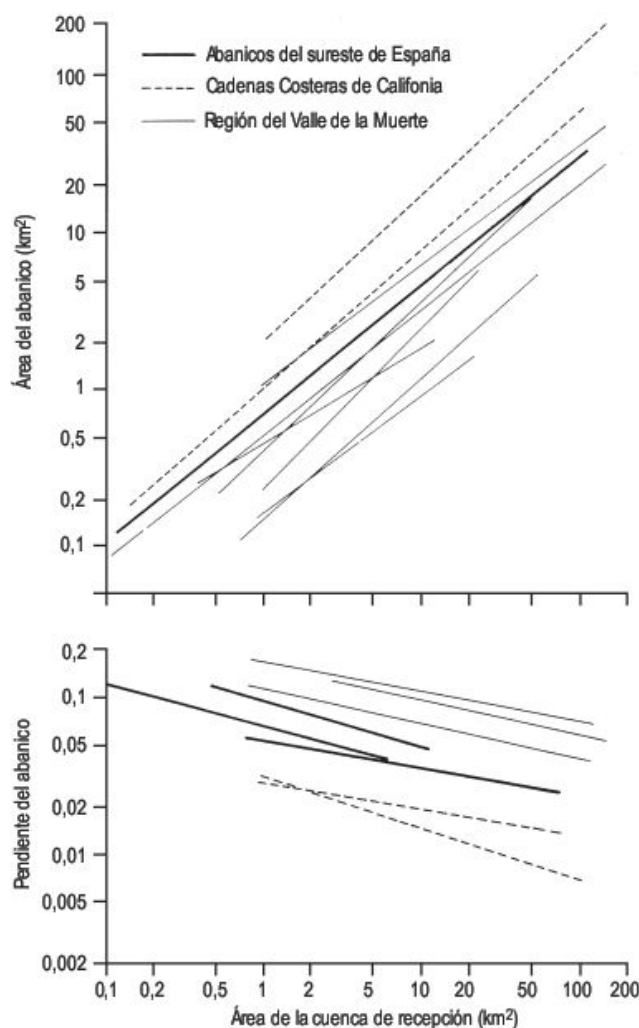 200
100
50
20
10
5
2
1
0,5
0,2
0,1
Área del abanico (km²)
Abanicos del sureste de España
Cadenas Costeras de Califonia
Región del Valle de la Muerte
0,2
0,1
0,05
0,02
0,01
0,005
0,002
Pendiente del abanico
0,1 0,2 0,5 1 2 5 10 20 50 100 200
Área de la cuenca de recepción (km²)